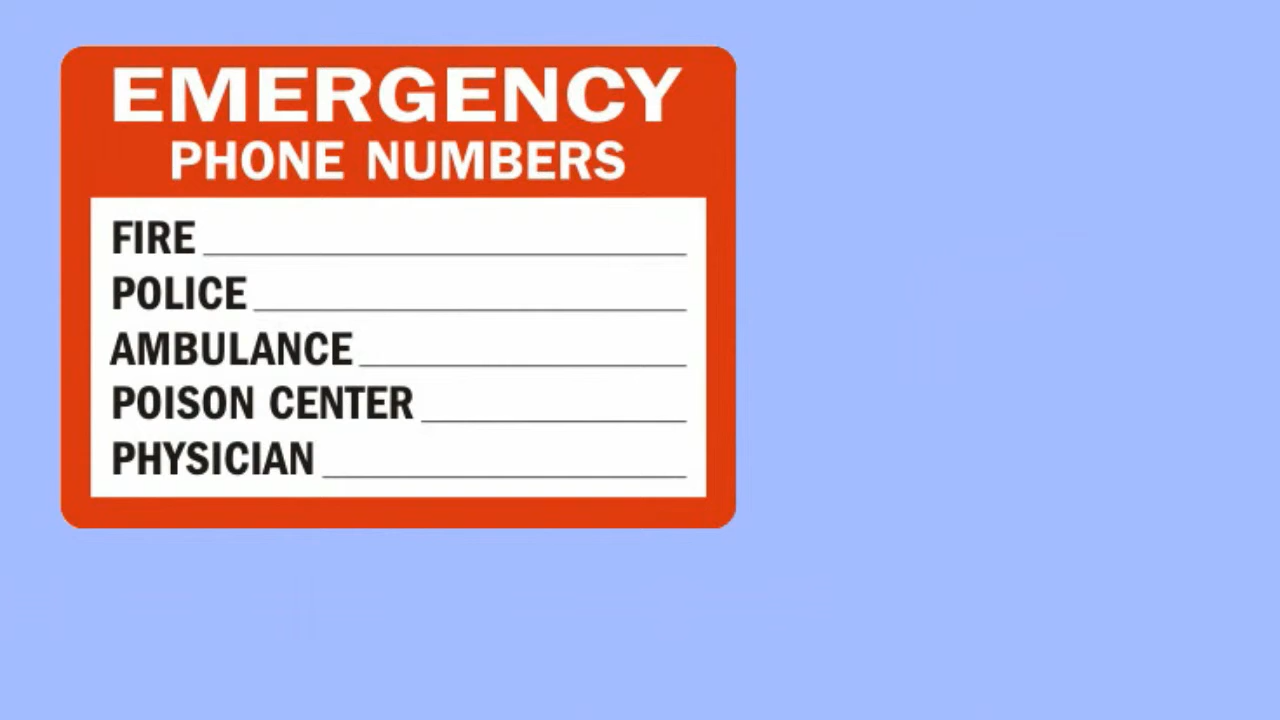 EMERGENCY
PHONE NUMBERS
FIRE
POLICE
AMBULANCE
POISON CENTER
PHYSICIAN